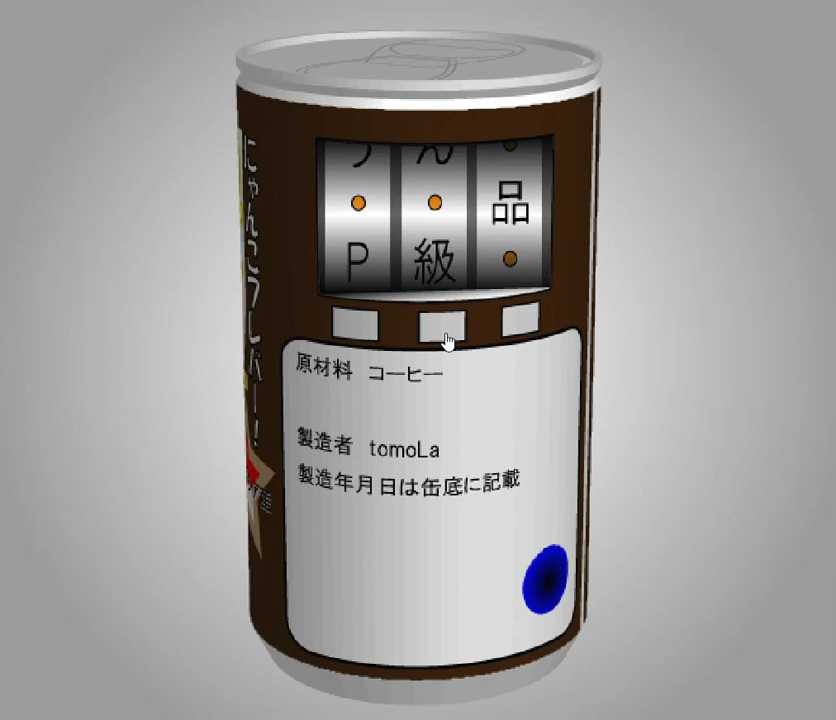 にゃんこフレバー!
品
P 級
原材料 コーヒー
製造者 tomoLa
製造年月日は缶底に記載